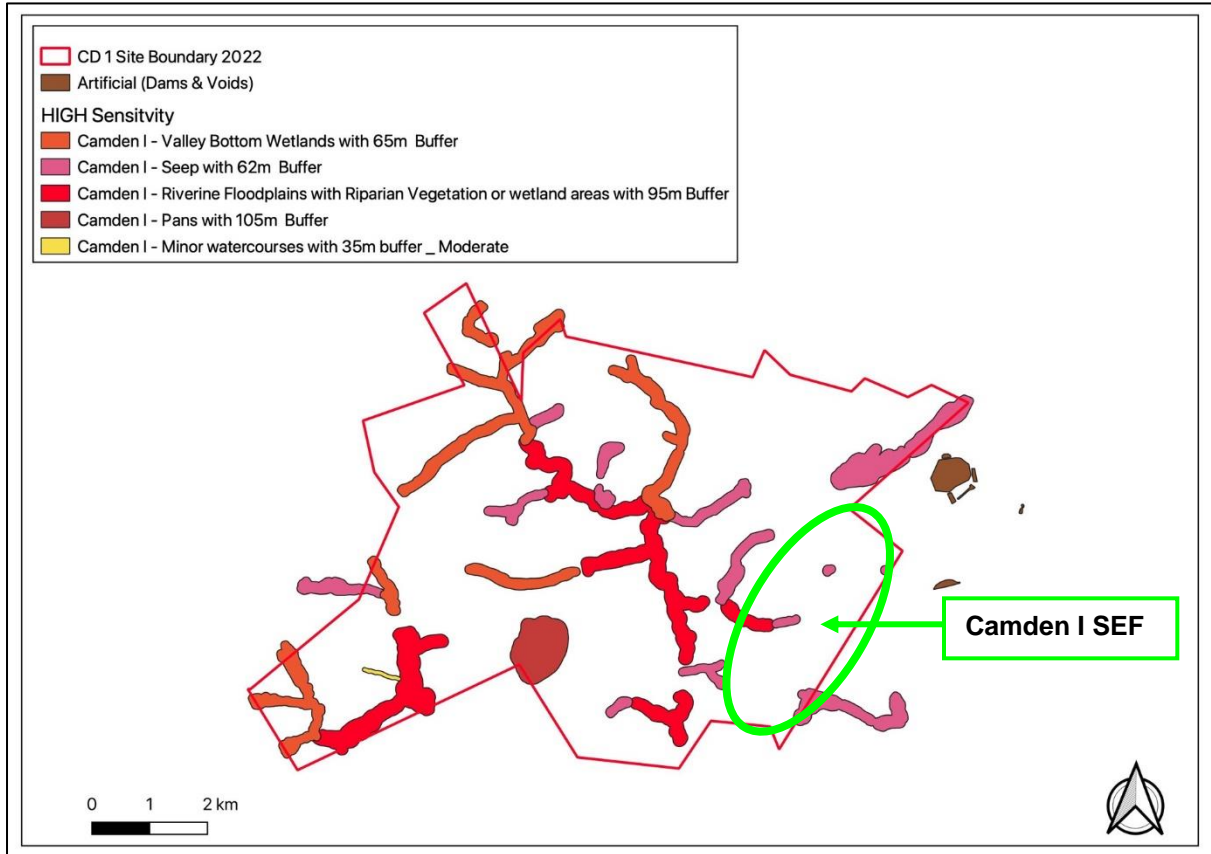 CD 1 Site Boundary 2022
Artificial (Dams & Voids)
HIGH Sensitvity
Camden I - Valley Bottom Wetlands with 65m Buffer
Camden I - Seep with 62m Buffer
Camden I - Riverine Floodplains with Riparian Vegetation or wetland areas with 95m Buffer
Camden I - Pans with 105m Buffer
Camden I - Minor watercourses with 35m buffer _ Moderate
Camden I SEF
0 1 2 km